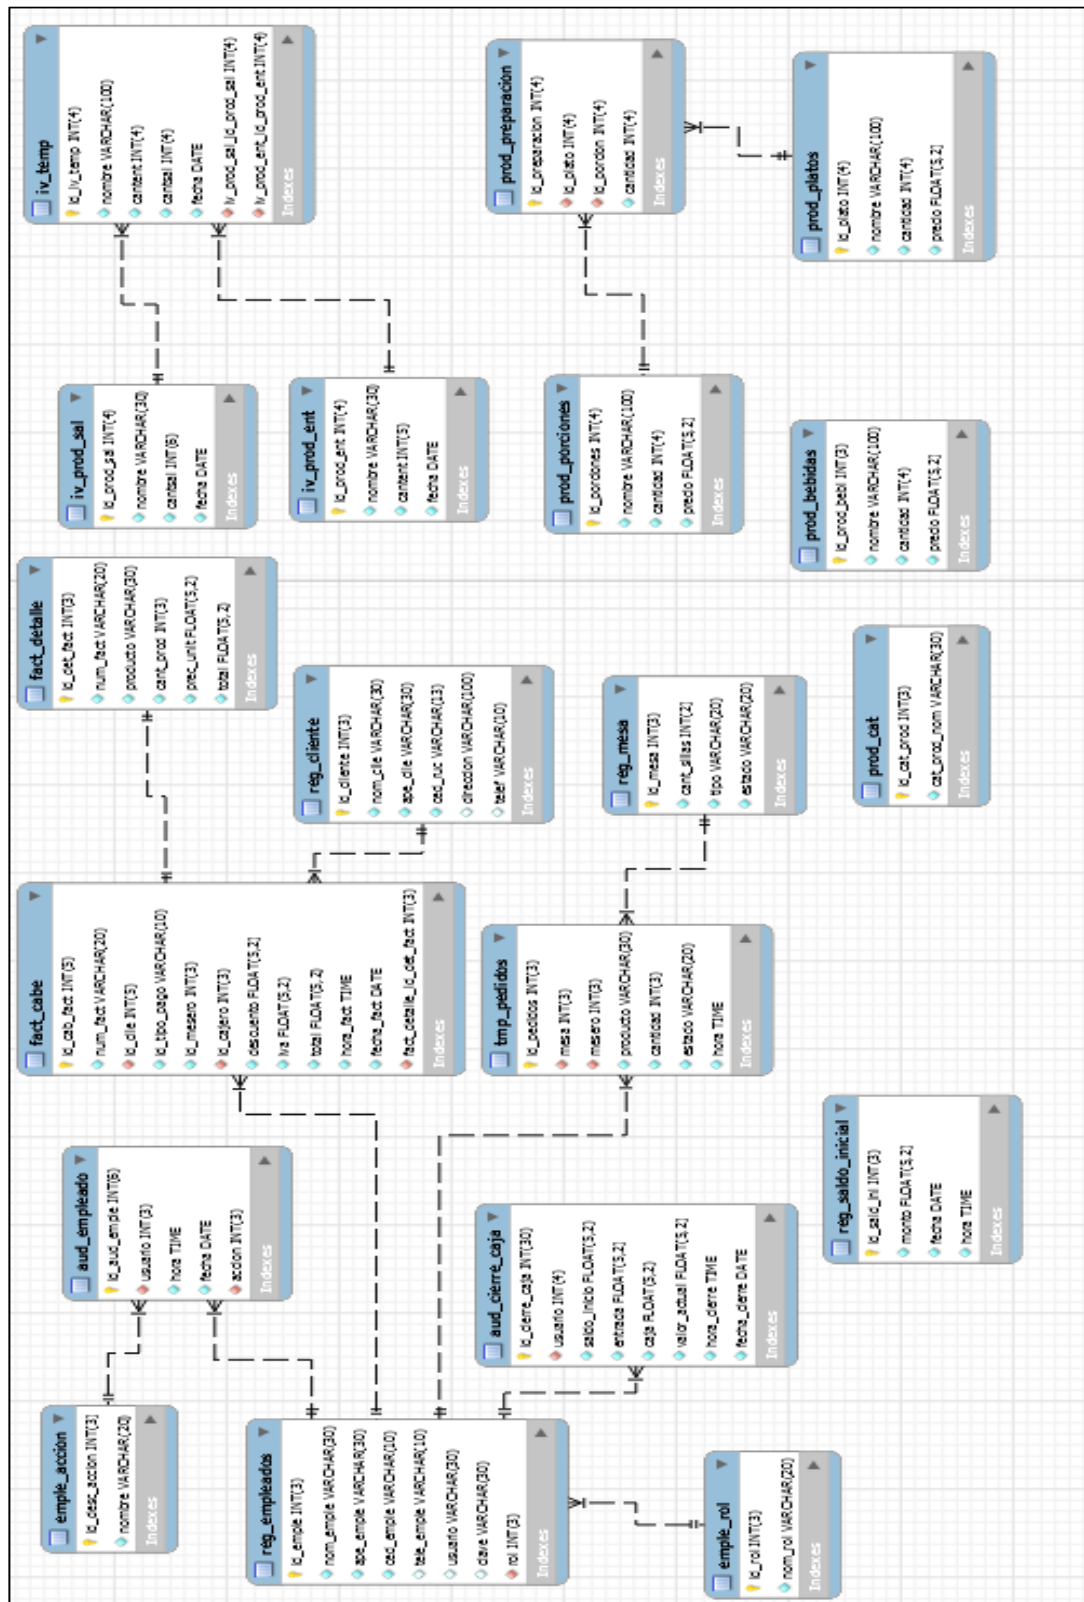 emple_accion
id_desc_accion INT(3)
nombre VARCHAR(20)
Indexes
aud_empleado
id_aud_emple INT(6)
usuario INT(3)
hora TIME
fecha DATE
accion INT(3)
Indexes
fact_cabe
id_cab_fact INT(5)
num_fact VARCHAR(20)
id_clie INT(5)
id_tipo_pago VARCHAR(10)
id_mesero INT(3)
id_cajero INT(3)
descuento FLOAT(5,2)
iva FLOAT(5,2)
total FLOAT(5,2)
hora_fact TIME
fecha_fact DATE
fact_detalle_id_det_fact INT(3)
Indexes
fact_detalle
id_det_fact INT(3)
num_fact VARCHAR(20)
producto VARCHAR(30)
cant_prod INT(3)
prec_unit FLOAT(5,2)
total FLOAT(5,2)
Indexes
iv_prod_sal
id_prod_sal INT(4)
nombre VARCHAR(30)
cantsal INT(6)
fecha DATE
Indexes
iv_temp
id_iv_temp INT(4)
nombre VARCHAR(100)
cantent INT(4)
cantsal INT(4)
fecha DATE
iv_prod_sal_id_prod_sal INT(4)
iv_prod_ent_id_prod_ent INT(4)
Indexes
reg_empleados
id_emple INT(3)
nom_emple VARCHAR(30)
ape_emple VARCHAR(30)
ced_emple VARCHAR(10)
tele_emple VARCHAR(10)
usuario VARCHAR(30)
clave VARCHAR(30)
rol INT(3)
Indexes
reg_cliente
id_cliente INT(3)
nom_clie VARCHAR(30)
ape_clie VARCHAR(30)
ced_ruc VARCHAR(13)
direccion VARCHAR(100)
telef VARCHAR(10)
Indexes
iv_prod_ent
id_prod_ent INT(4)
nombre VARCHAR(30)
cantent INT(5)
fecha DATE
Indexes
aud_cierre_caja
id_cierre_caja INT(30)
usuario INT(4)
saldo_inicio FLOAT(5,2)
entrada FLOAT(5,2)
caja FLOAT(5,2)
valor_actual FLOAT(5,2)
hora_cierre TIME
fecha_cierre DATE
Indexes
tmp_pedidos
id_pedidos INT(3)
mesa INT(3)
mesero INT(3)
producto VARCHAR(30)
cantidad INT(3)
estado VARCHAR(20)
hora TIME
Indexes
reg_mesa
id_mesa INT(3)
cant_sillas INT(2)
tipo VARCHAR(20)
estado VARCHAR(20)
Indexes
prod_porciones
id_porciones INT(4)
nombre VARCHAR(100)
cantidad INT(4)
precio FLOAT(5,2)
Indexes
prod_preparación
id_preparacion INT(4)
id_plato INT(4)
id_porcion INT(4)
cantidad INT(4)
Indexes
emple_rol
id_rol INT(3)
nom_rol VARCHAR(20)
Indexes
reg_saldo_inicial
id_sald_ini INT(3)
monto FLOAT(5,2)
fecha DATE
hora TIME
Indexes
prod_cat
id_cat_prod INT(3)
cat_prod_nom VARCHAR(30)
Indexes
prod_bebidas
id_prod_bebi INT(3)
nombre VARCHAR(100)
cantidad INT(4)
precio FLOAT(5,2)
Indexes
prod_platos
id_plato INT(4)
nombre VARCHAR(100)
cantidad INT(4)
precio FLOAT(5,2)
Indexes